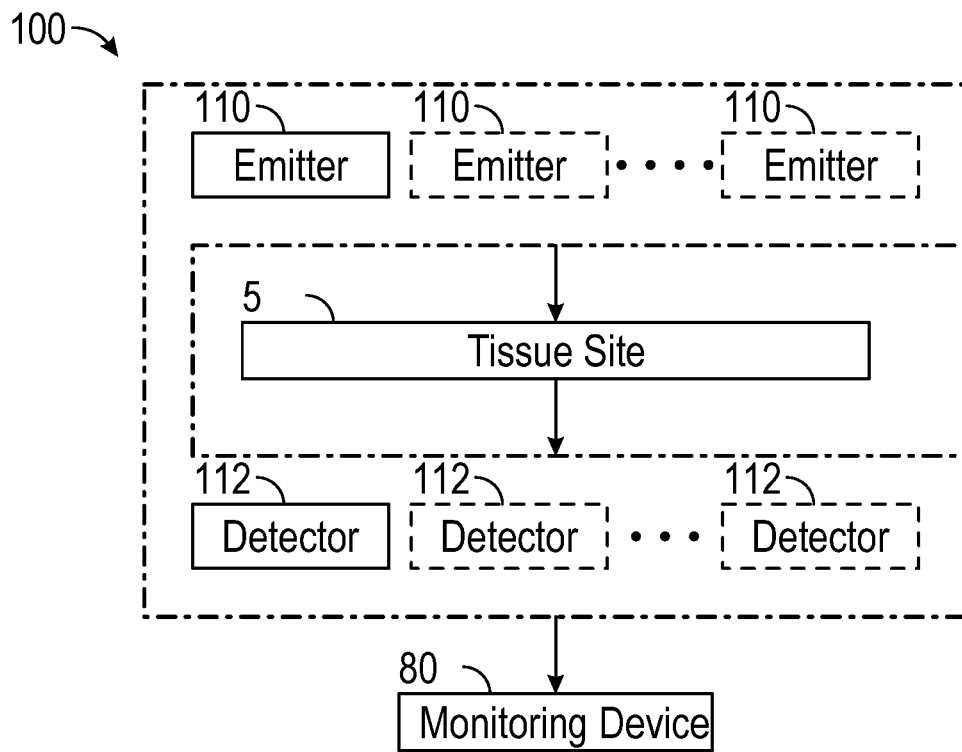 100
110 110 110
Emitter Emitter Emitter
5
Tissue Site
112 112 112
Detector Detector Detector
80
Monitoring Device